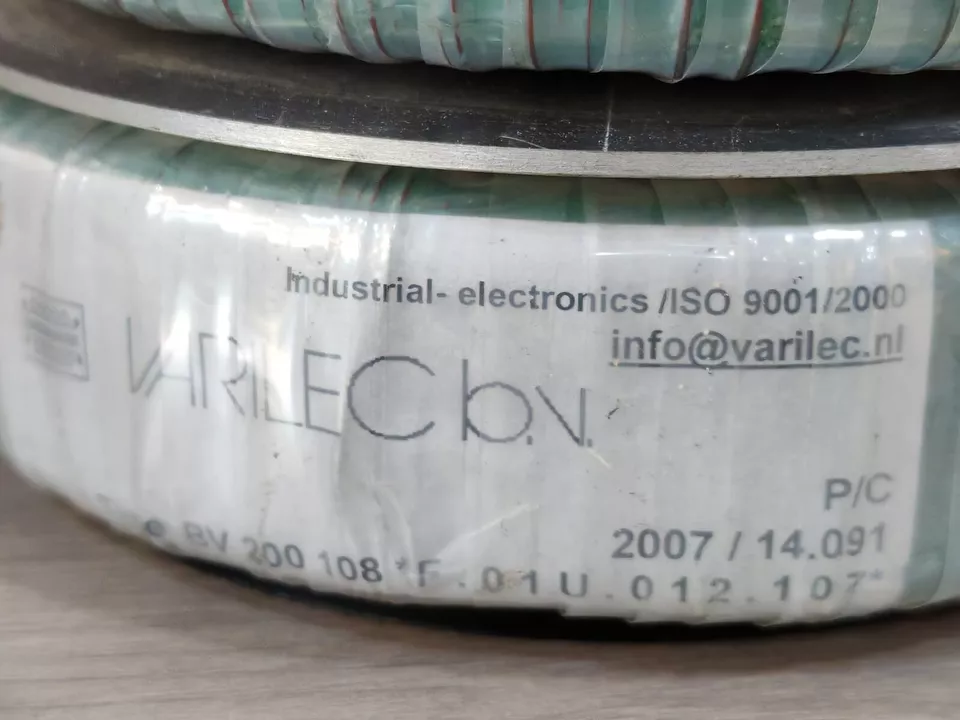 Industrial- electronics /ISO 9001/2000
info@varilec.nl
VARILEC b.v.
P/C
2007 / 14.091
BV 200 108 *F.01U.012.107*